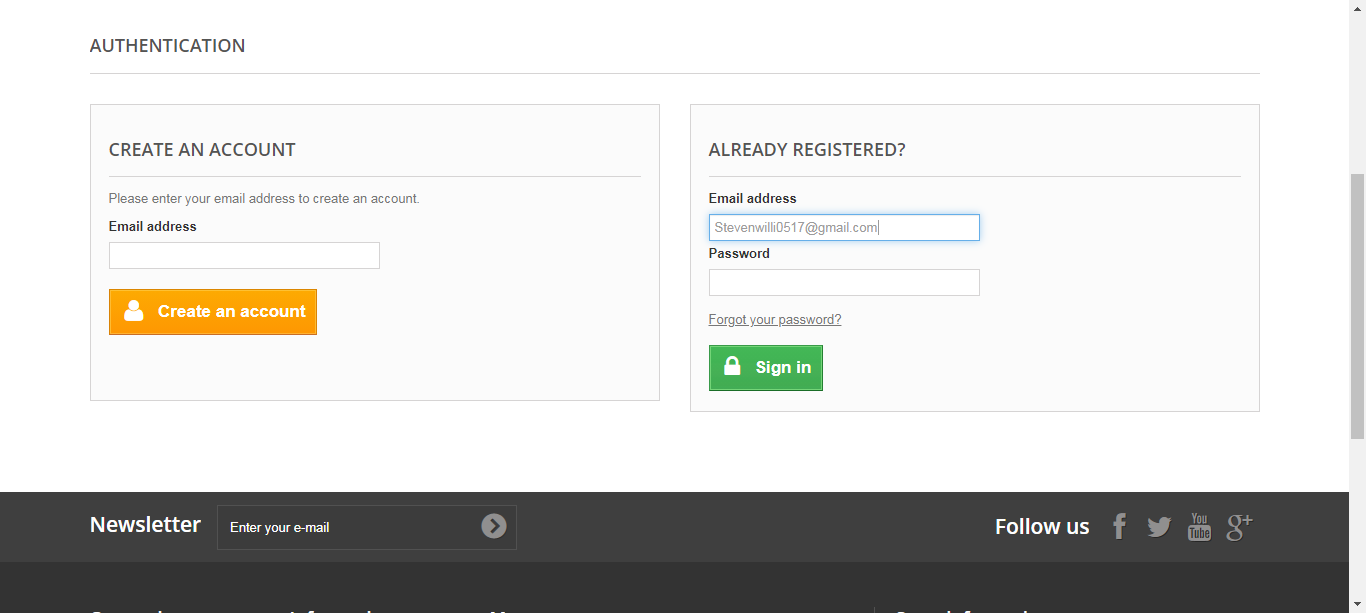 AUTHENTICATION
CREATE AN ACCOUNT
Please enter your email address to create an account.
Email address
Create an account
ALREADY REGISTERED?
Email address
Stevenwilli0517@gmail.com
Password
Forgot your password?
Sign in
Newsletter
Enter your e-mail
Follow us
You
Tube
g+